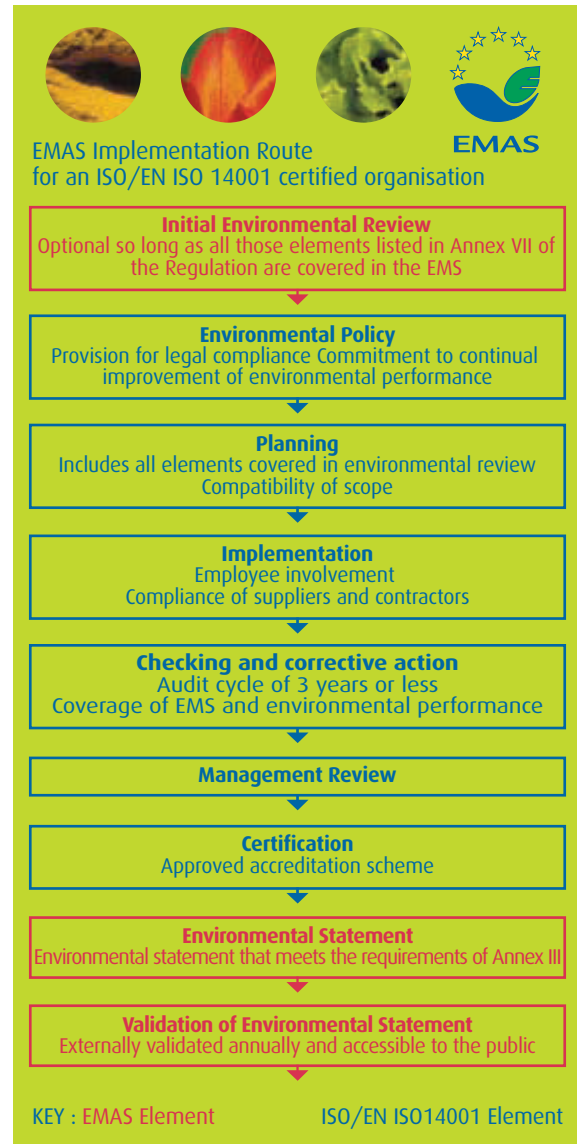 EMAS
EMAS Implementation Route
for an ISO/EN ISO 14001 certified organisation
Initial Environmental Review
Optional so long as all those elements listed in Annex VII of
the Regulation are covered in the EMS
Environmental Policy
Provision for legal compliance Commitment to continual
improvement of environmental performance
Planning
Includes all elements covered in environmental review
Compatibility of scope
Implementation
Employee involvement
Compliance of suppliers and contractors
Checking and corrective action
Audit cycle of 3 years or less
Coverage of EMS and environmental performance
Management Review
Certification
Approved accreditation scheme
Environmental Statement
Environmental statement that meets the requirements of Annex III
Validation of Environmental Statement
Externally validated annually and accessible to the public
KEY : EMAS Element ISO/EN ISO14001 Element